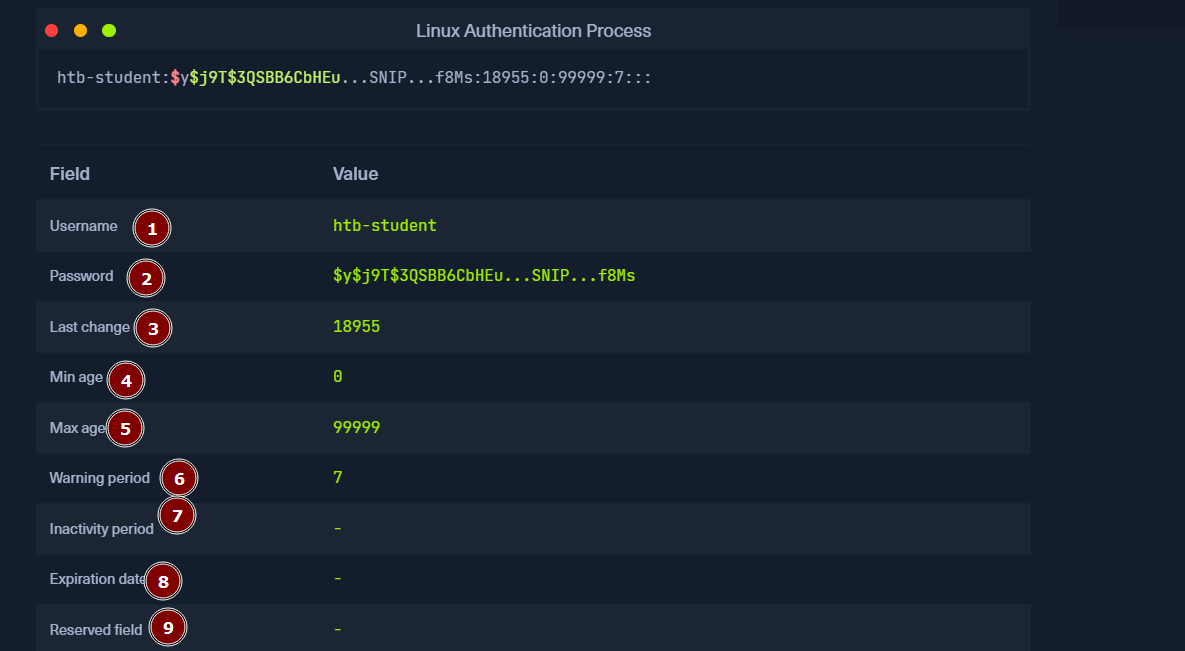 Linux Authentication Process
htb-student:$y$j9T$3QSBB6CbHEu...SNIP...f8Ms:18955:0:99999:7:::
Field Value
Username 1 htb-student
Password 2 $y$j9T$3QSBB6CbHEu...SNIP...f8Ms
Last change 3 18955
Min age 4 0
Max age 5 99999
Warning period 6 7
Inactivity period 7 -
Expiration date 8 -
Reserved field 9 -